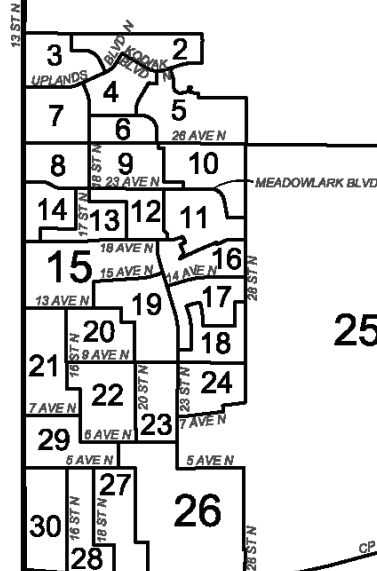 13 ST N
3
BLVD N
KODIAK
BLVD N
2
UPLANDS
4
5
7
6
26 AVE N
8
18 ST N
9
10
23 AVE N
MEADOWLARK BLVD
14
17 ST N
13
12
11
18 AVE N
16
15
15 AVE N
14 AVE N
28 ST N
13 AVE N
19
17
20
18
25
9 AVE N
16 ST N
21
22
20 ST N
23 ST N
24
7 AVE N
7 AVE N
23
6 AVE N
29
5 AVE N
5 AVE N
27
26
30
16 ST N
18 ST N
28
28 ST N
CP